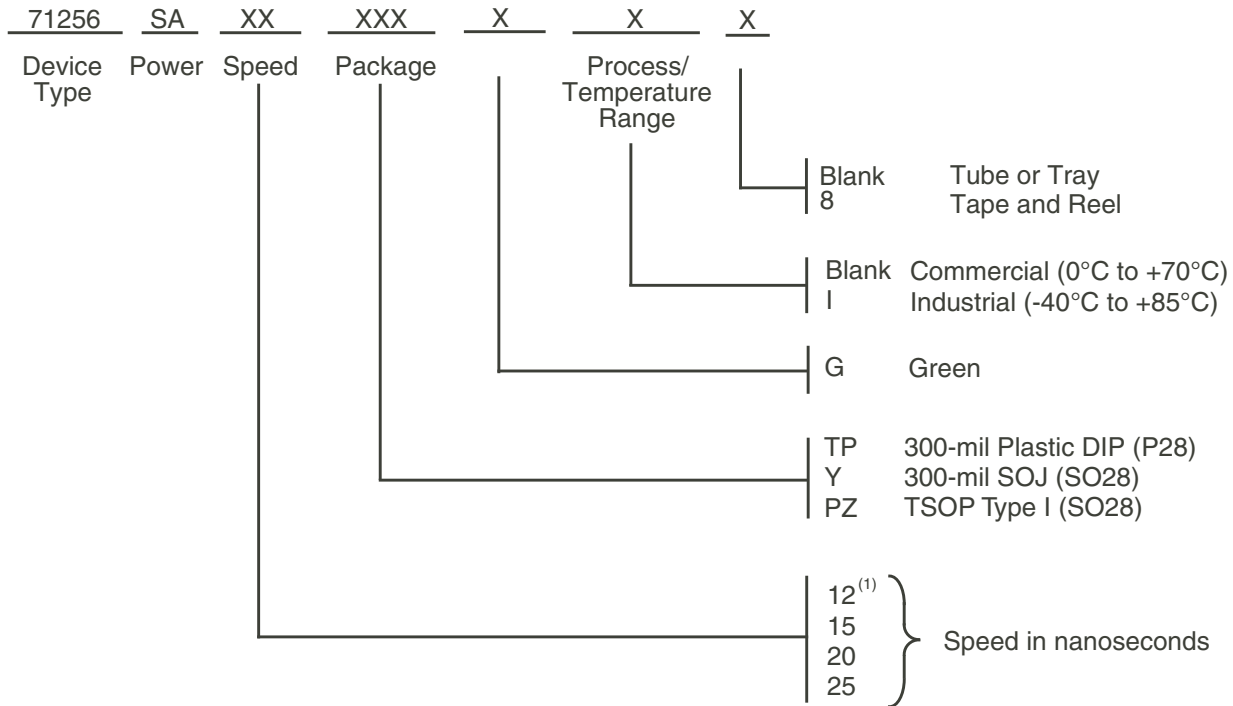 71256 SA XX XXX X X X
Device Type Power Speed Package Process/ Temperature Range
Blank Tube or Tray
8 Tape and Reel
Blank Commercial (0°C to +70°C)
I Industrial (-40°C to +85°C)
G Green
TP 300-mil Plastic DIP (P28)
Y 300-mil SOJ (SO28)
PZ TSOP Type I (SO28)
12(1)
15
20
25
Speed in nanoseconds